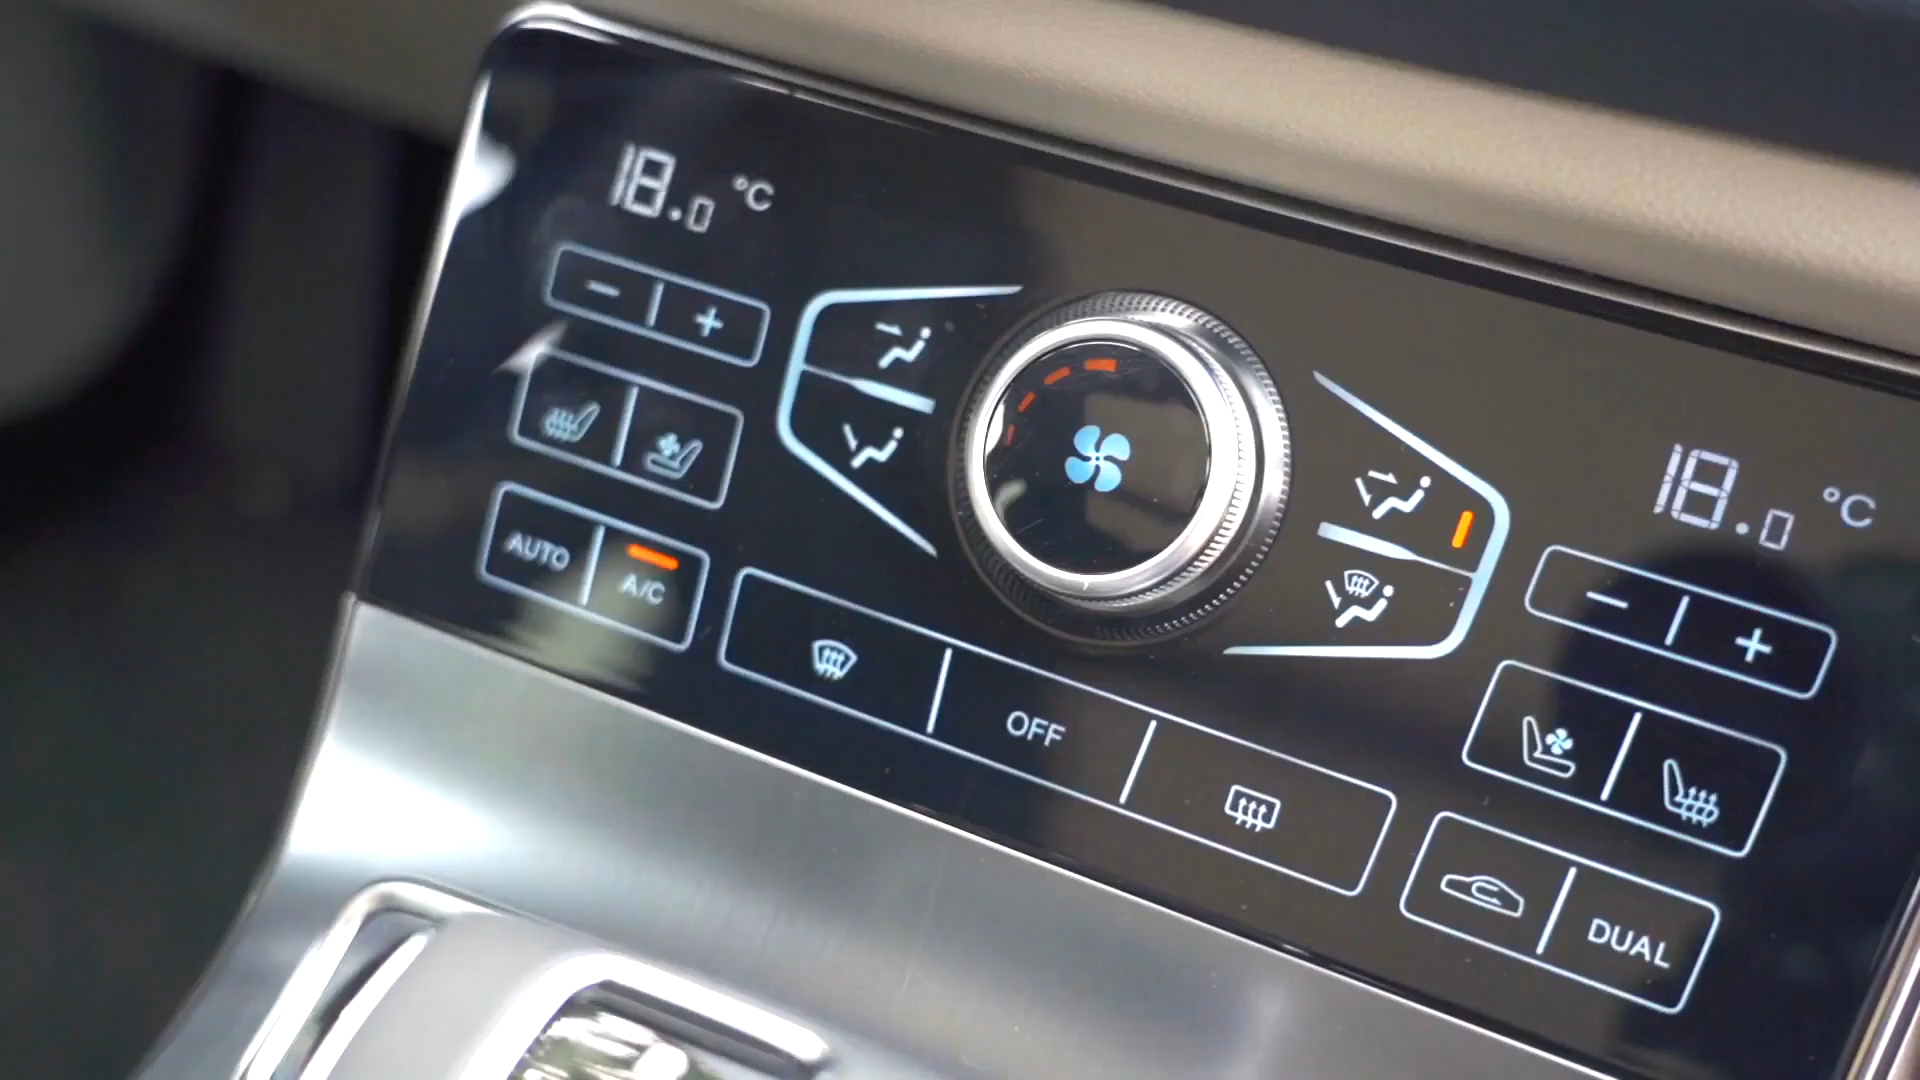 18.0 °C
− +
AUTO A/C
OFF
18.0 °C
− +
DUAL